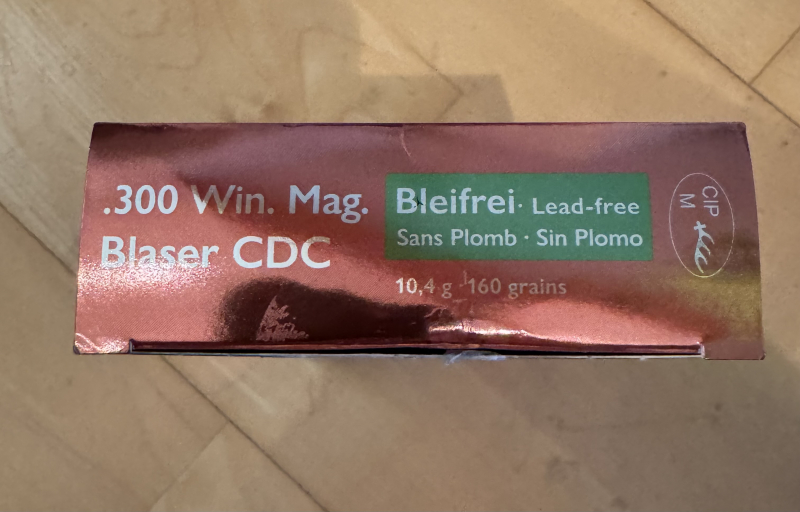 .300 Win. Mag.
Blaser CDC
Bleifrei · Lead-free
Sans Plomb · Sin Plomo
10,4 g · 160 grains
CIP
M